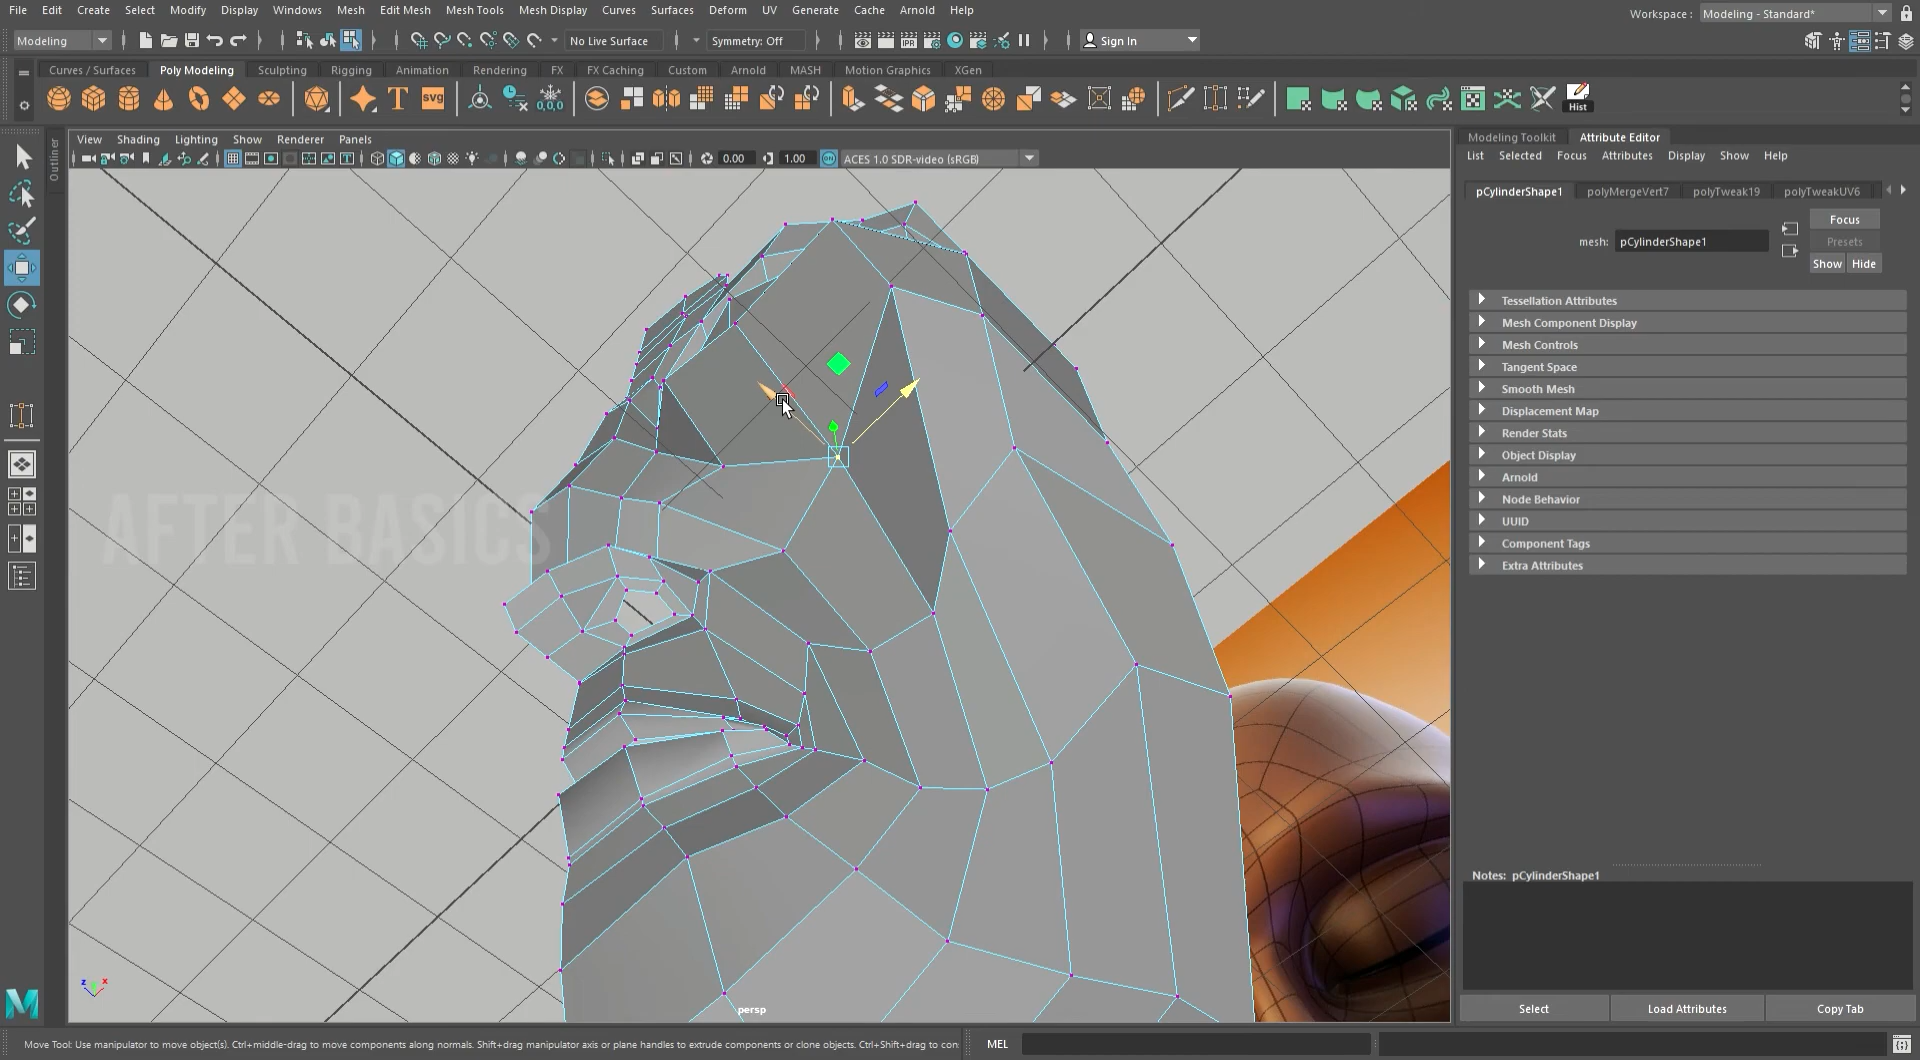 File Edit Create Select Modify Display Windows Mesh Edit Mesh Mesh Tools Mesh Display Curves Surfaces Deform UV Generate Cache Arnold Help
Workspace : Modeling - Standard*
Modeling
No Live Surface
Symmetry: Off
Sign In
Curves / Surfaces Poly Modeling Sculpting Rigging Animation Rendering FX FX Caching Custom Arnold MASH Motion Graphics XGen
T SVG 0,0,0 Hist
Outliner
View Shading Lighting Show Renderer Panels
0.00 1.00 ACES 1.0 SDR-video (sRGB)
AFTER BASICS
persp
z x
Modeling Toolkit Attribute Editor
List Selected Focus Attributes Display Show Help
pCylinderShape1 polyMergeVert7 polyTweak19 polyTweakUV6
Focus
Presets
mesh: pCylinderShape1
Show Hide
Tessellation Attributes
Mesh Component Display
Mesh Controls
Tangent Space
Smooth Mesh
Displacement Map
Render Stats
Object Display
Arnold
Node Behavior
UUID
Component Tags
Extra Attributes
Notes: pCylinderShape1
Select Load Attributes Copy Tab
Move Tool: Use manipulator to move object(s). Ctrl+middle-drag to move components along normals. Shift+drag manipulator axis or plane handles to extrude components or clone objects. Ctrl+Shift+drag to con
MEL